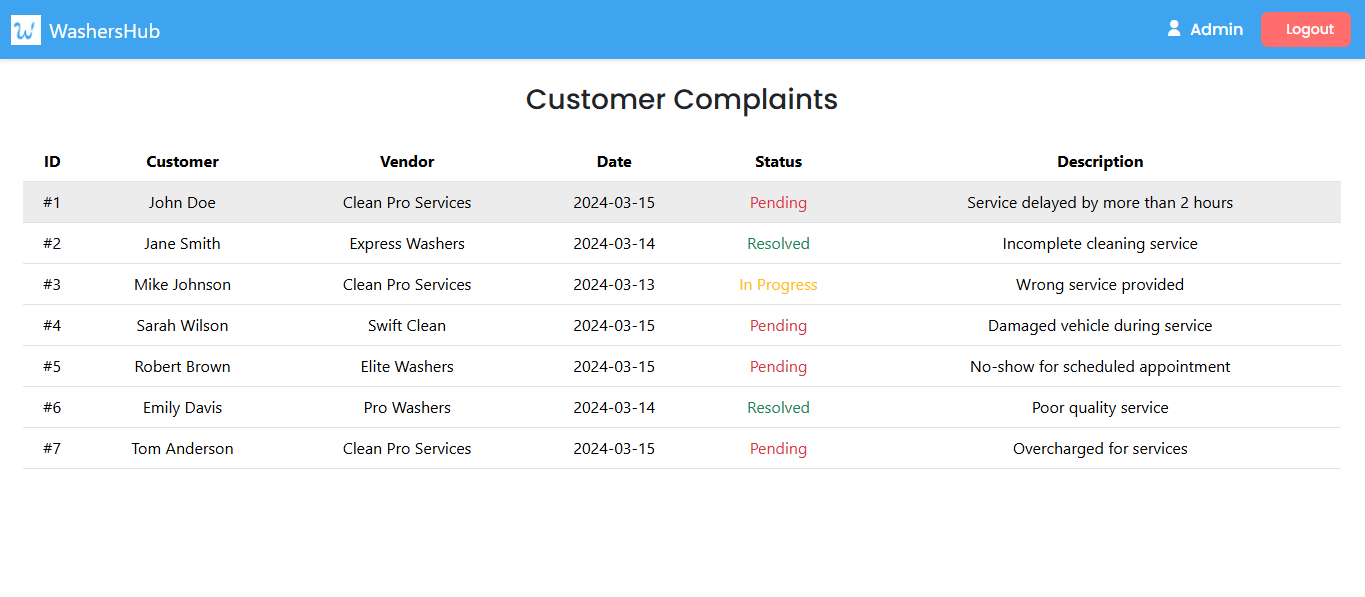 W WashersHub Admin Logout
Customer Complaints
ID Customer Vendor Date Status Description
#1 John Doe Clean Pro Services 2024-03-15 Pending Service delayed by more than 2 hours
#2 Jane Smith Express Washers 2024-03-14 Resolved Incomplete cleaning service
#3 Mike Johnson Clean Pro Services 2024-03-13 In Progress Wrong service provided
#4 Sarah Wilson Swift Clean 2024-03-15 Pending Damaged vehicle during service
#5 Robert Brown Elite Washers 2024-03-15 Pending No-show for scheduled appointment
#6 Emily Davis Pro Washers 2024-03-14 Resolved Poor quality service
#7 Tom Anderson Clean Pro Services 2024-03-15 Pending Overcharged for services